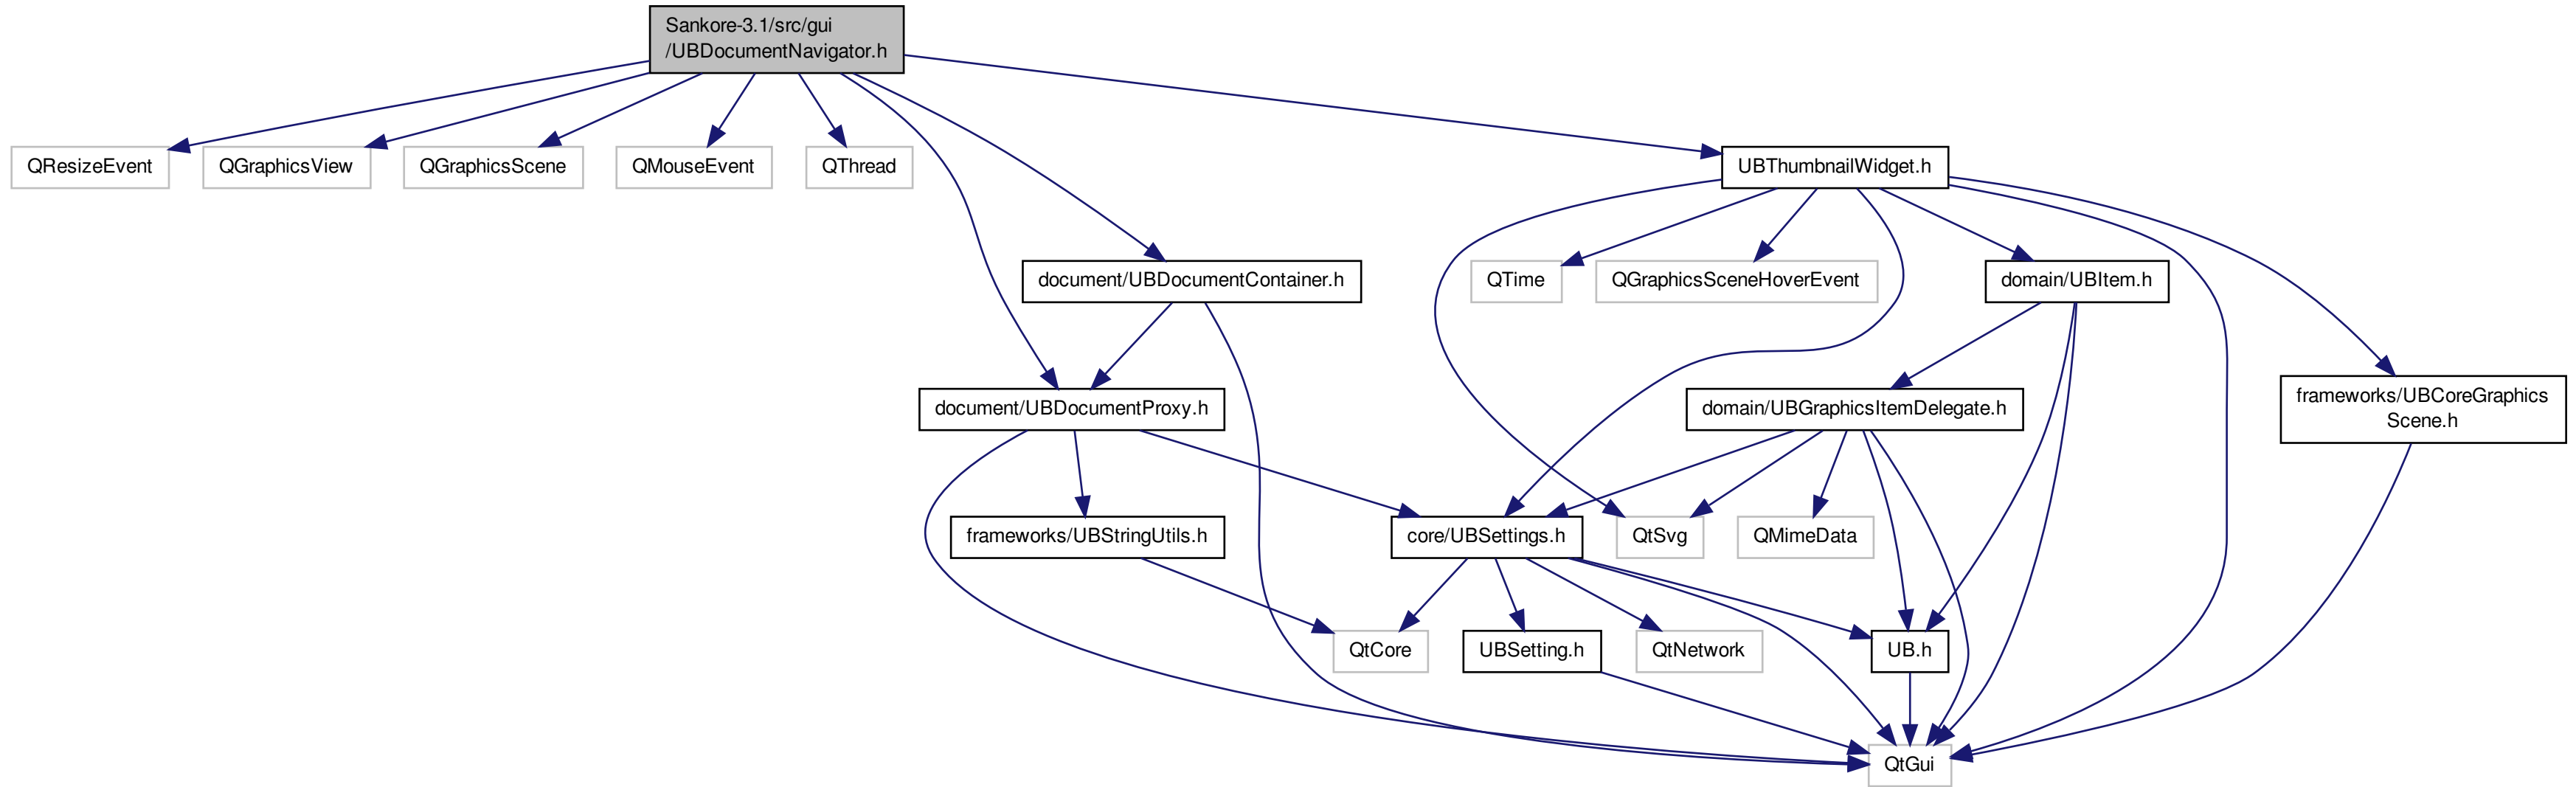 Sankore-3.1/src/gui
/UBDocumentNavigator.h
QResizeEvent
QGraphicsView
QGraphicsScene
QMouseEvent
QThread
UBThumbnailWidget.h
document/UBDocumentContainer.h
QTime
QGraphicsSceneHoverEvent
domain/UBItem.h
document/UBDocumentProxy.h
domain/UBGraphicsItemDelegate.h
frameworks/UBCoreGraphics
Scene.h
frameworks/UBStringUtils.h
core/UBSettings.h
QtSvg
QMimeData
QtCore
UBSetting.h
QtNetwork
UB.h
QtGui